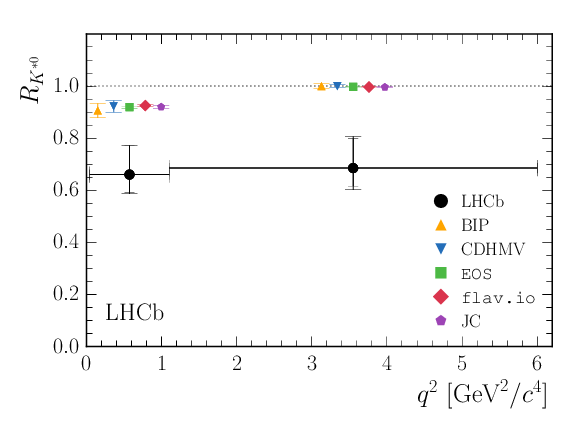 R_{K^{*0}}
1.0
0.8
0.6
0.4
0.2
0.0
LHCb
BIP
CDHMV
EOS
flav.io
JC
LHCb
0 1 2 3 4 5 6
q² [GeV²/c⁴]